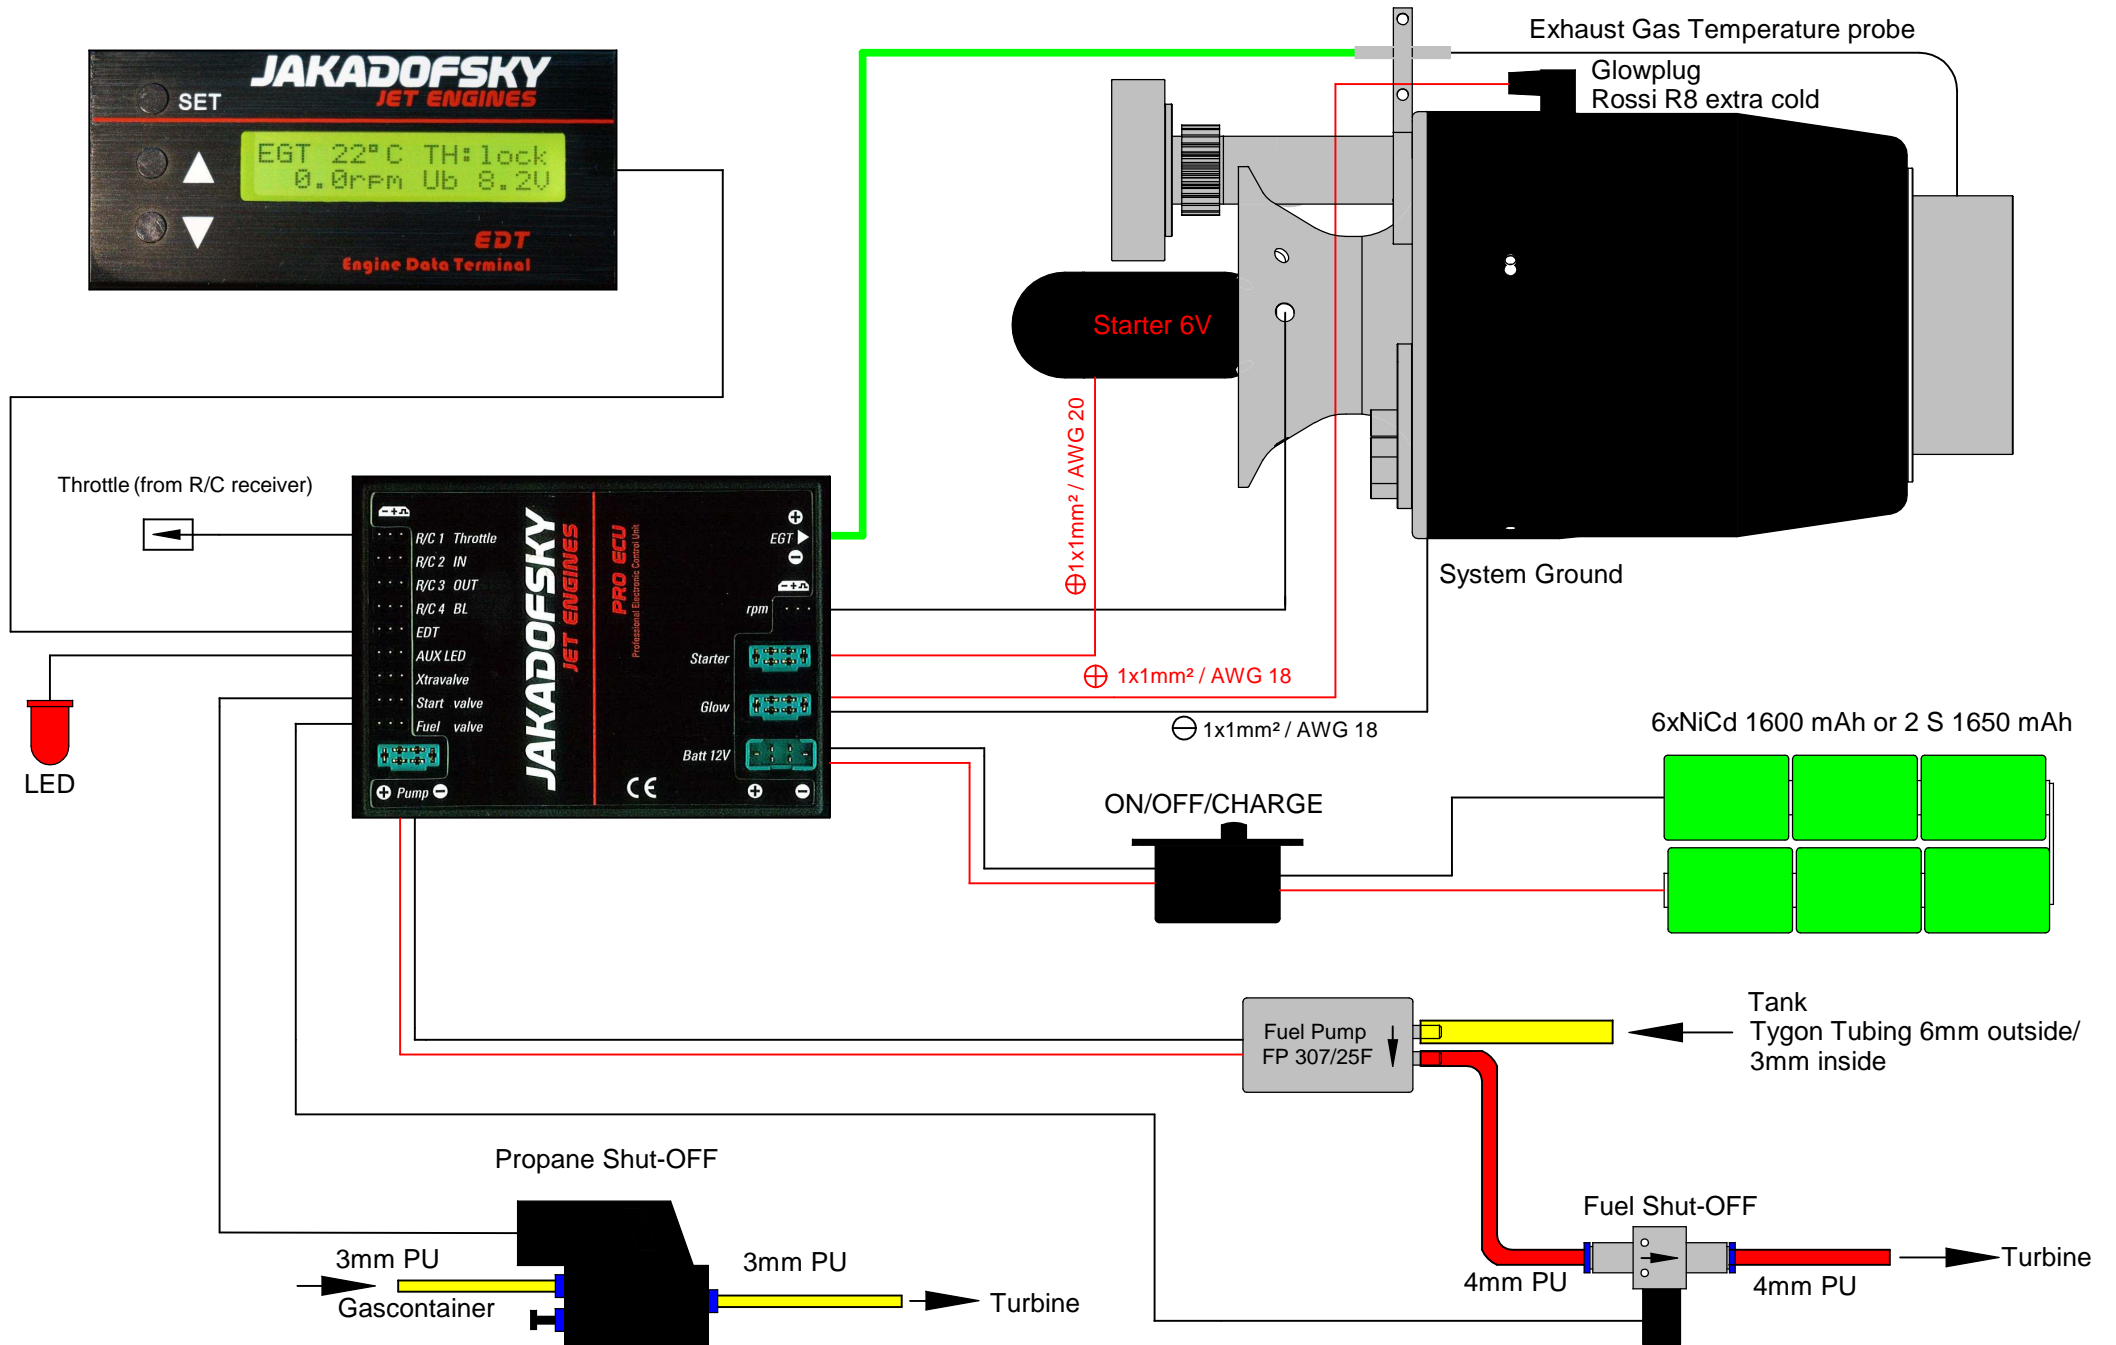 JAKADOFSKY
JET ENGINES
SET
EGT 22°C TH:lock
0.0rpm Ub 8.2V
EDT
Engine Data Terminal
Exhaust Gas Temperature probe
Glowplug
Rossi R8 extra cold
Starter 6V
1x1mm² / AWG 20
System Ground
Throttle (from R/C receiver)
R/C 1 Throttle
R/C 2 IN
R/C 3 OUT
R/C 4 BL
EDT
AUX LED
Xtravalve
Start valve
Fuel valve
Pump
JAKADOFSKY
JET ENGINES
PRO ECU
Professional Electronic Control Unit
CE
EGT
rpm
Starter
Glow
Batt 12V
1x1mm² / AWG 18
1x1mm² / AWG 18
LED
6xNiCd 1600 mAh or 2 S 1650 mAh
ON/OFF/CHARGE
Fuel Pump
FP 307/25F
Tank
Tygon Tubing 6mm outside/
3mm inside
Propane Shut-OFF
3mm PU
Gascontainer
3mm PU
Turbine
Fuel Shut-OFF
4mm PU
4mm PU
Turbine